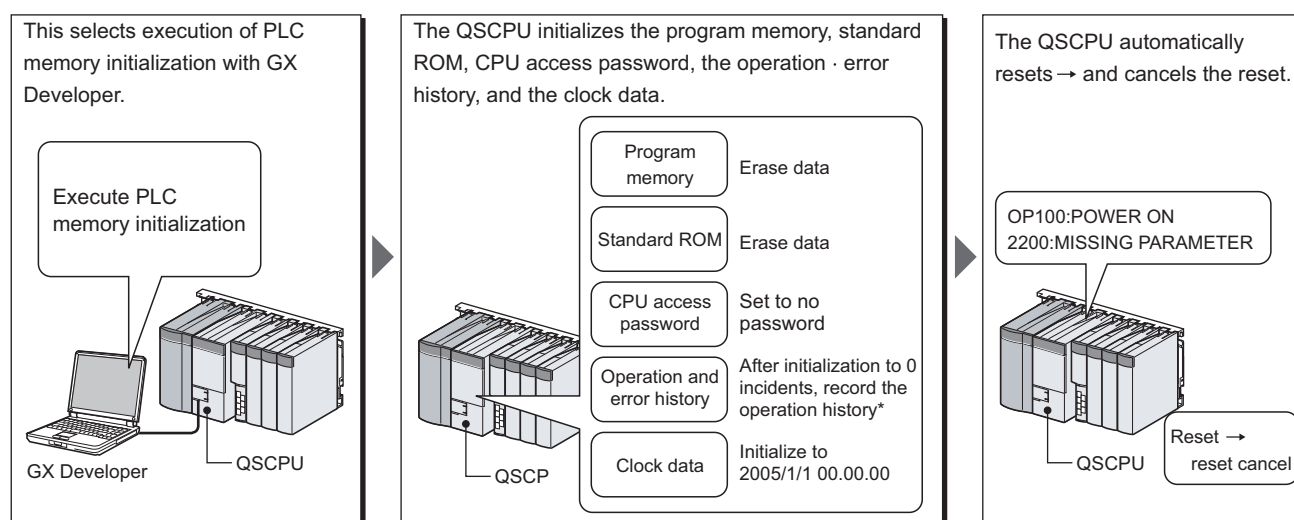 This selects execution of PLC
memory initialization with GX
Developer.
Execute PLC
memory initialization
GX Developer
QSCPU
The QSCPU initializes the program memory, standard
ROM, CPU access password, the operation · error
history, and the clock data.
Program
memory
Erase data
Standard ROM
Erase data
CPU access
password
Set to no
password
Operation and
error history
After initialization to 0
incidents, record the
operation history*
Clock data
Initialize to
2005/1/1 00.00.00
QSCP
The QSCPU automatically
resets → and cancels the reset.
OP100:POWER ON
2200:MISSING PARAMETER
QSCPU
Reset →
reset cancel